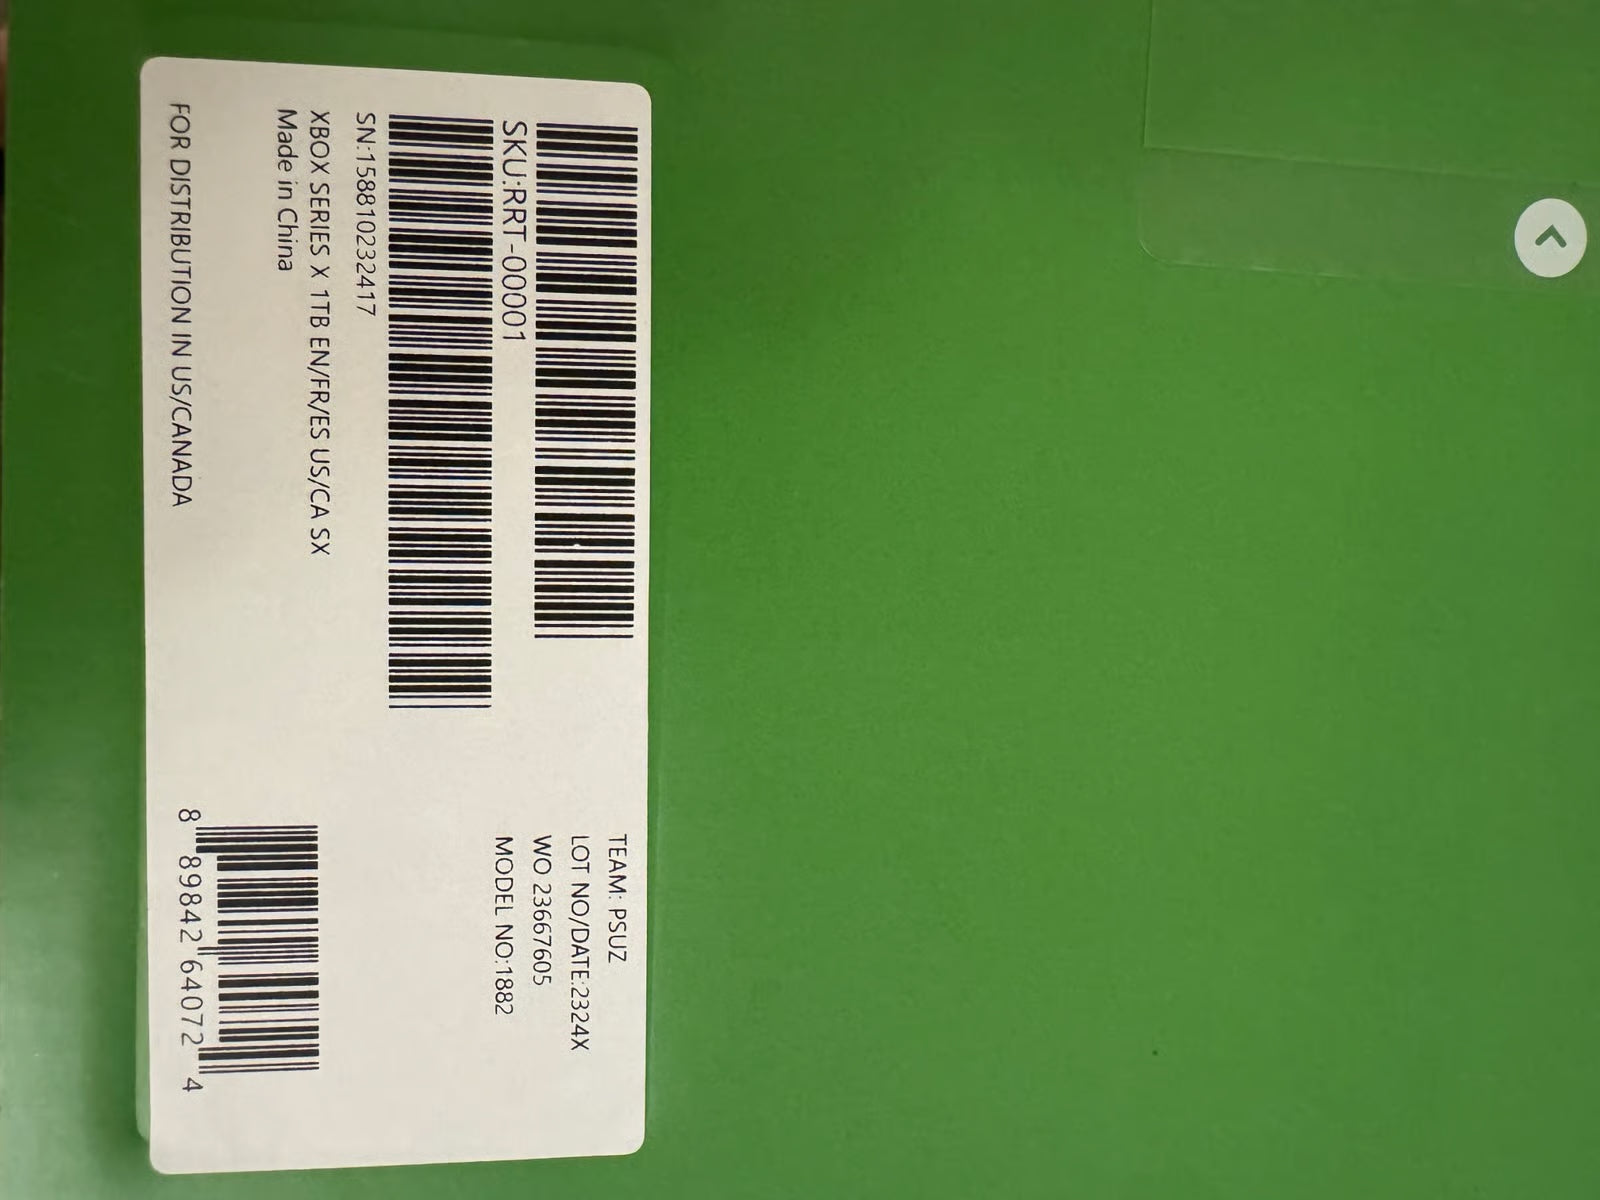 SKU:RRT-00001
SN:158810232417
XBOX SERIES X 1TB EN/FR/ES US/CA SX
Made in China
FOR DISTRIBUTION IN US/CANADA
TEAM: PSUZ
LOT NO/DATE:2324X
WO 23667605
MODEL NO:1882
8 89842 64072 4